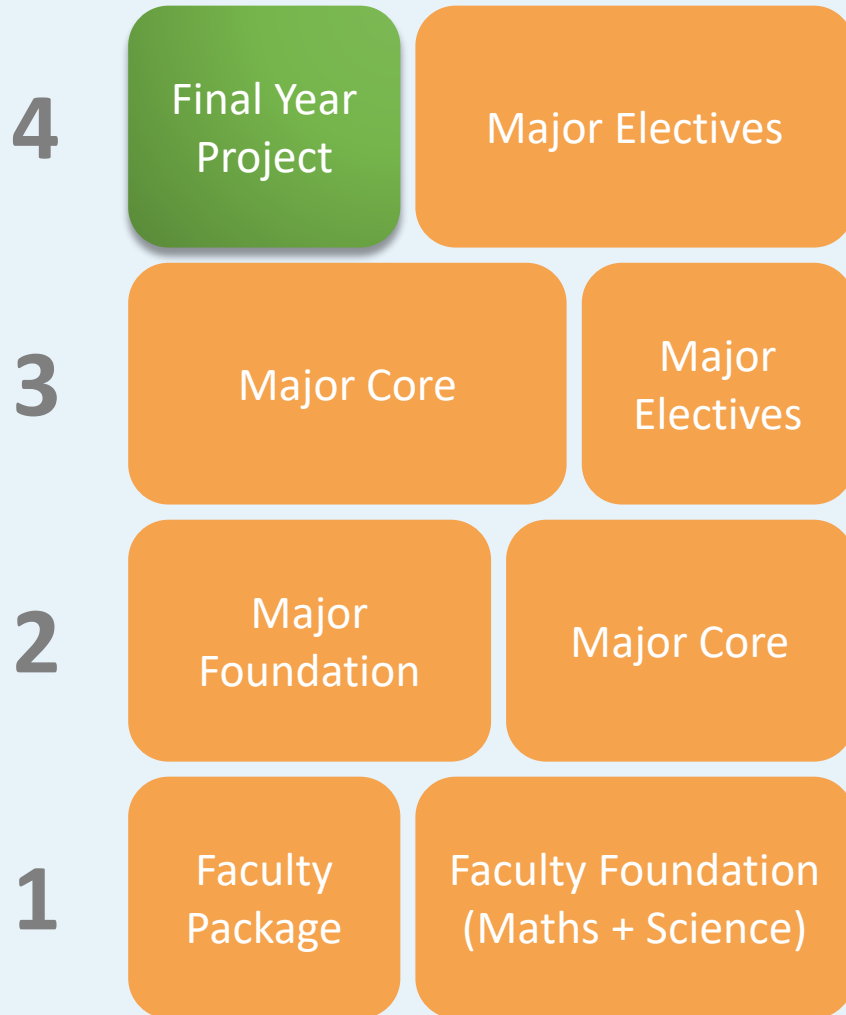 4
Final Year
Project
Major Electives
3
Major Core
Major
Electives
2
Major
Foundation
Major Core
1
Faculty
Package
Faculty Foundation
(Maths + Science)